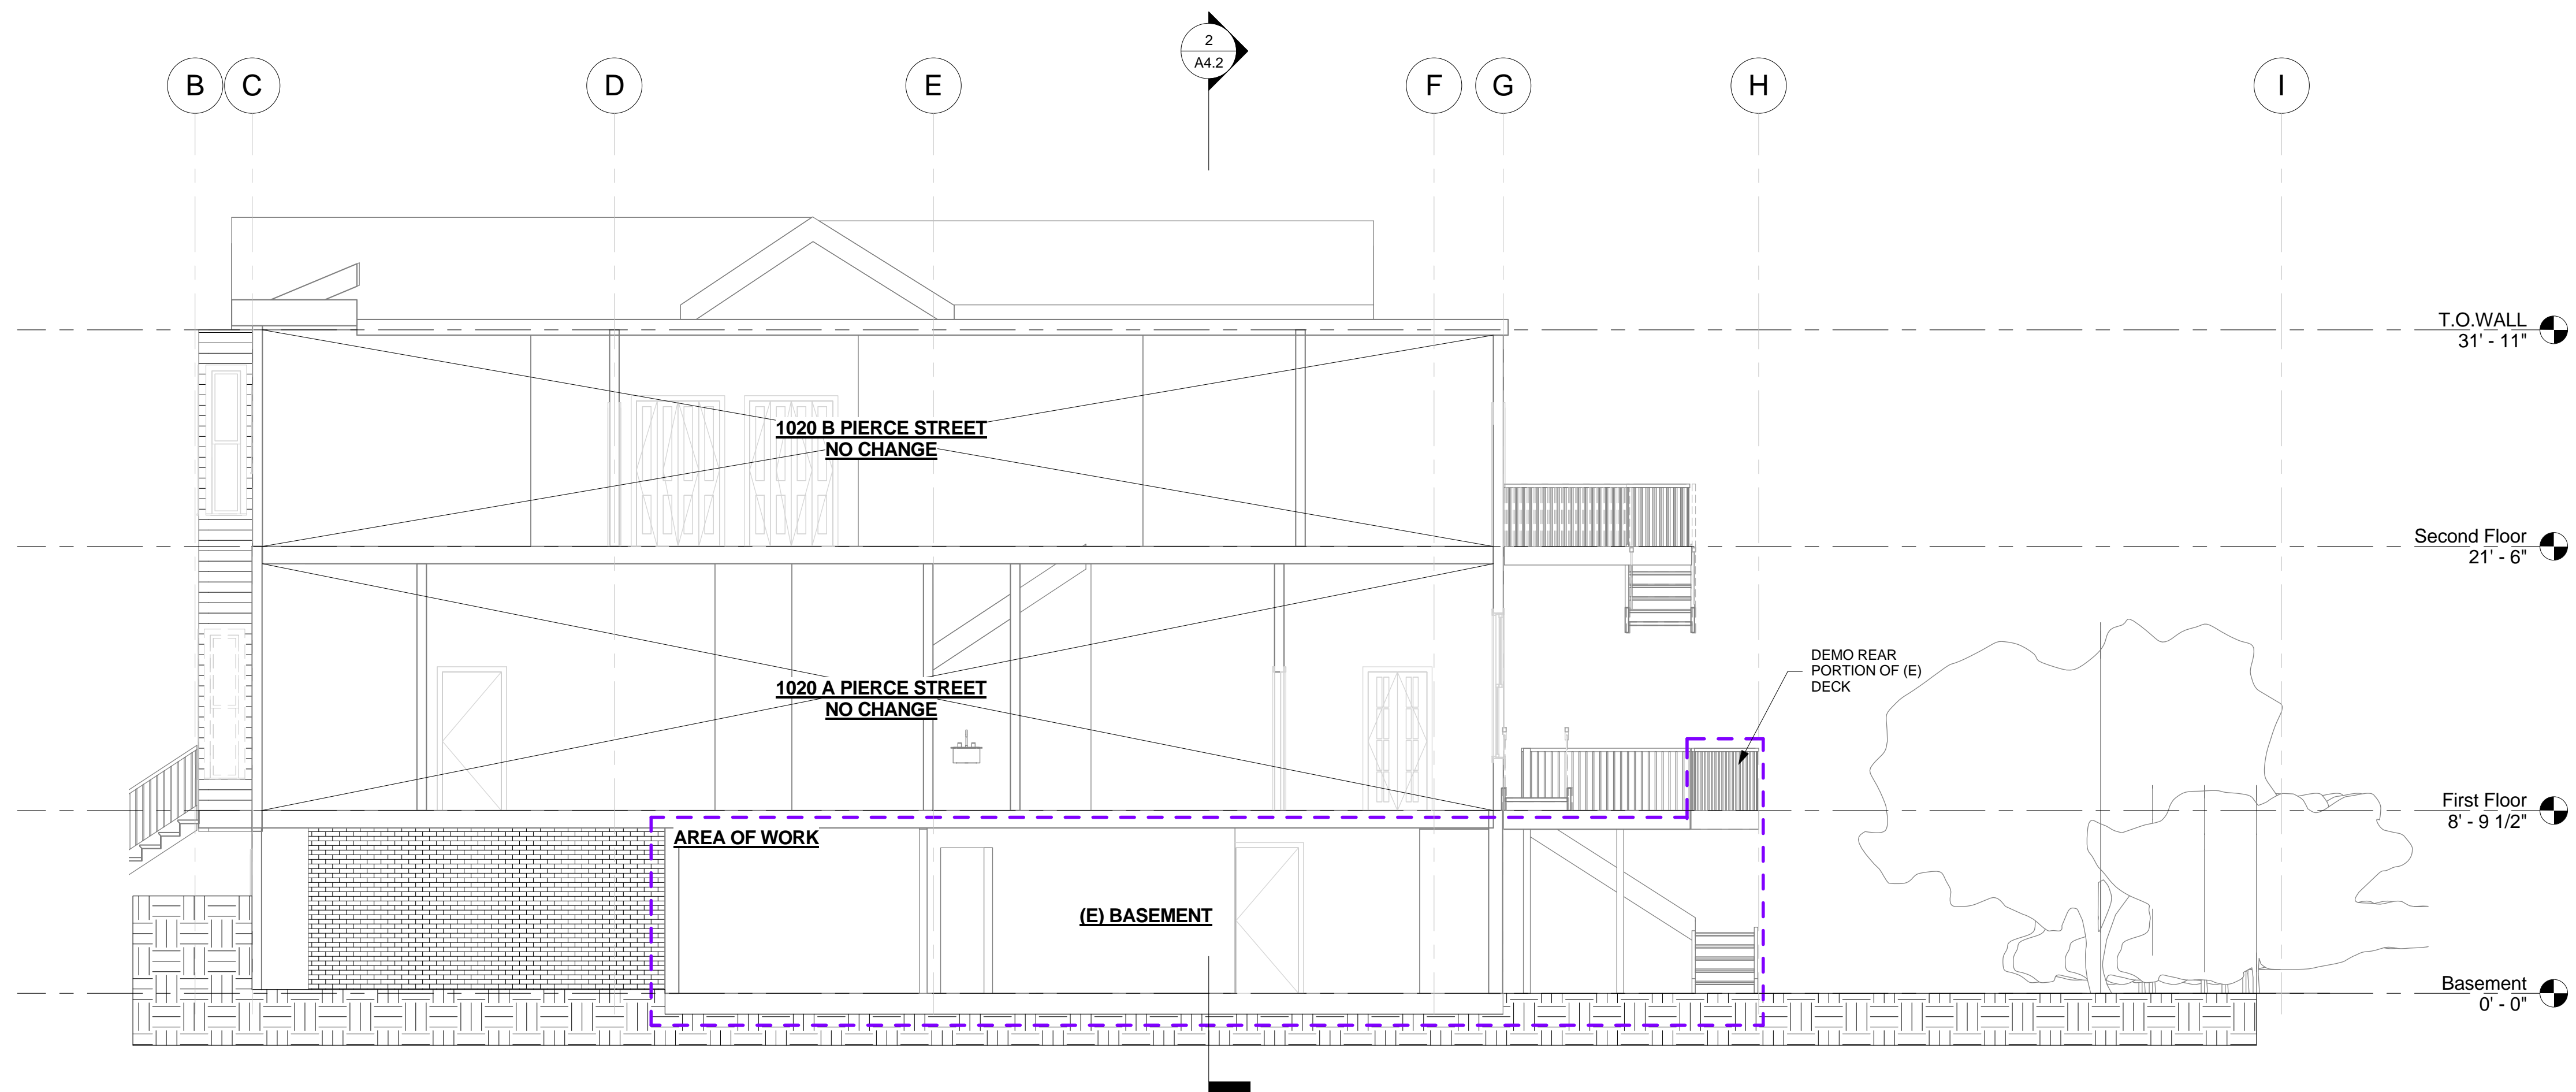 2
A4.2
B
C
D
E
F
G
H
I
T.O.WALL
31' - 11"
1020 B PIERCE STREET
NO CHANGE
Second Floor
21' - 6"
DEMO REAR
PORTION OF (E)
DECK
1020 A PIERCE STREET
NO CHANGE
First Floor
8' - 9 1/2"
AREA OF WORK
(E) BASEMENT
Basement
0' - 0"